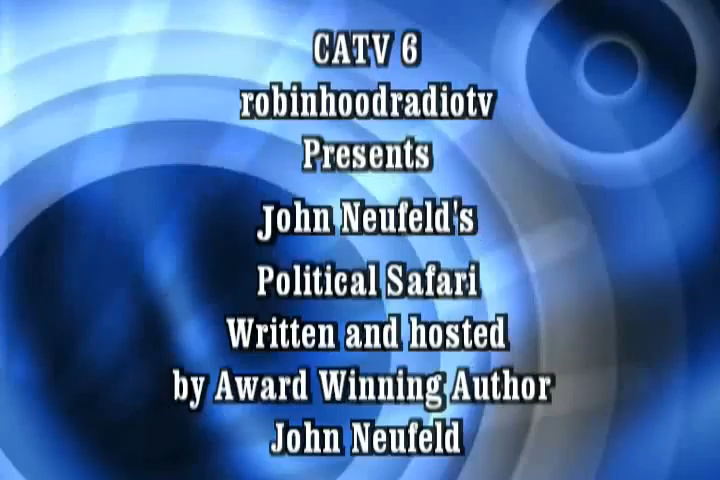 CATV 6
robinhoodradiotv
Presents
John Neufeld's
Political Safari
Written and hosted
by Award Winning Author
John Neufeld